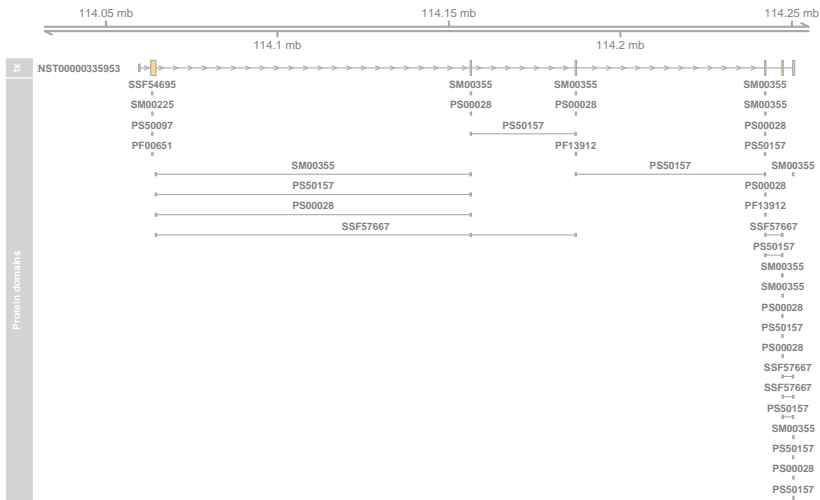 114.05 mb 114.15 mb 114.25 mb
114.1 mb 114.2 mb
tx NST00000335953
SSF54695 SM00355 SM00355 SM00355
SM00225 PS00028 PS00028 SM00355
PS50097 PS50157 PS00028
PF00651 PF13912 PS50157
SM00355 PS50157 SM00355
PS50157 PS00028
PS00028 PF13912
SSF57667 SSF57667
PS50157
SM00355
SM00355
PS00028
PS50157
PS00028
SSF57667
SSF57667
PS50157
SM00355
PS50157
PS00028
PS50157
Protein domains